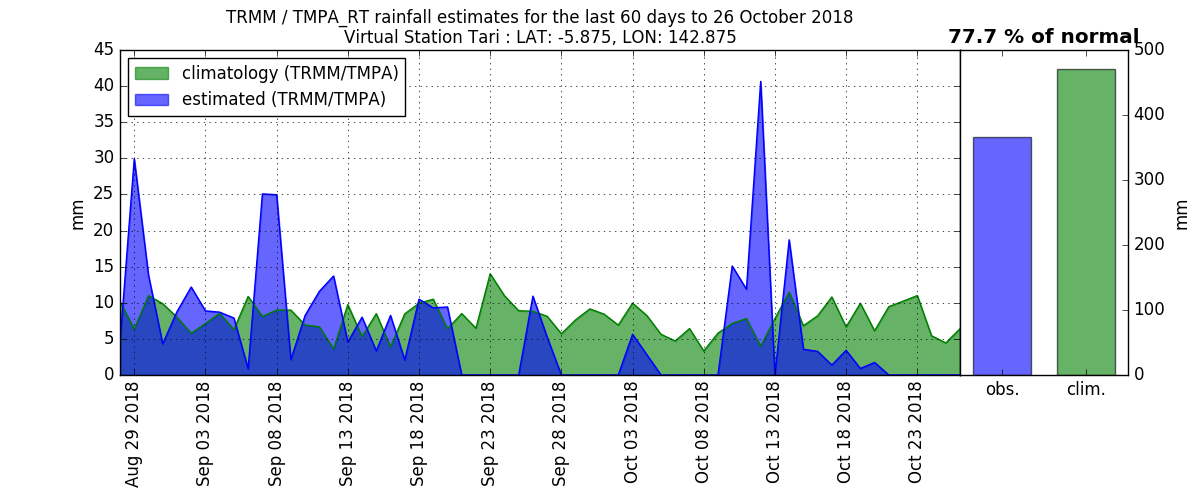 TRMM / TMPA_RT rainfall estimates for the last 60 days to 26 October 2018
Virtual Station Tari : LAT: -5.875, LON: 142.875
77.7 % of normal
climatology (TRMM/TMPA)
estimated (TRMM/TMPA)
mm
45
40
35
30
25
20
15
10
5
0
Aug 29 2018
Sep 03 2018
Sep 08 2018
Sep 13 2018
Sep 18 2018
Sep 23 2018
Sep 28 2018
Oct 03 2018
Oct 08 2018
Oct 13 2018
Oct 18 2018
Oct 23 2018
500
400
300
200
100
0
mm
obs.
clim.